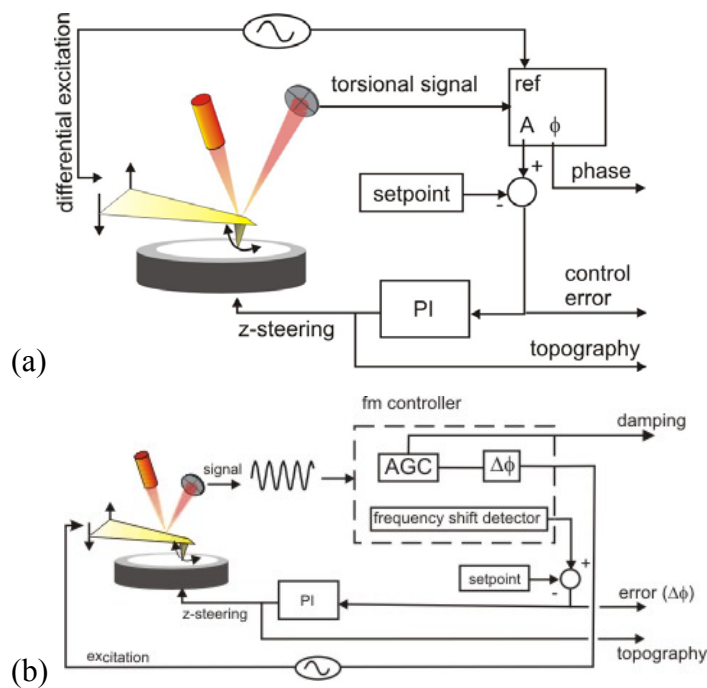 differential excitation
torsional signal
ref
A ϕ
+
phase
setpoint
-
control
error
PI
z-steering
topography
(a)
fm controller
damping
signal
AGC
Δϕ
frequency shift detector
+
setpoint
-
error (Δϕ)
PI
z-steering
topography
excitation
(b)